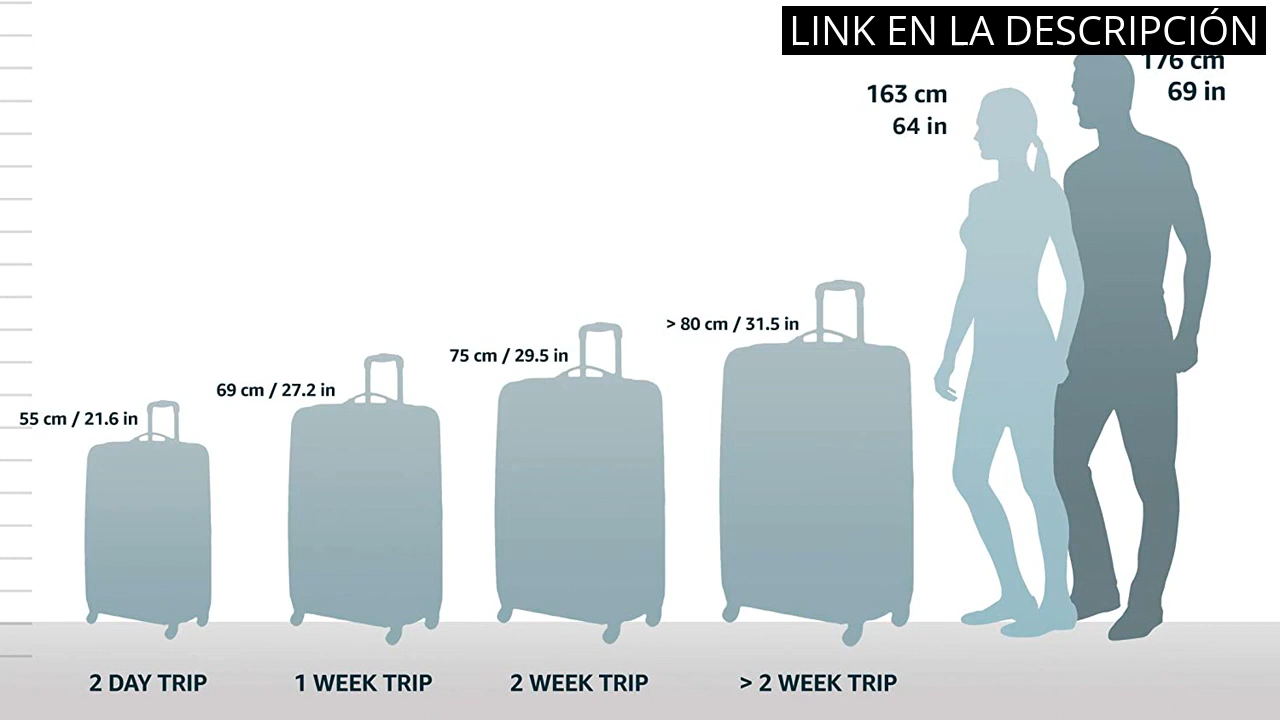 LINK EN LA DESCRIPCIÓN
176 cm
69 in
163 cm
64 in
> 80 cm / 31.5 in
75 cm / 29.5 in
69 cm / 27.2 in
55 cm / 21.6 in
2 DAY TRIP
1 WEEK TRIP
2 WEEK TRIP
> 2 WEEK TRIP